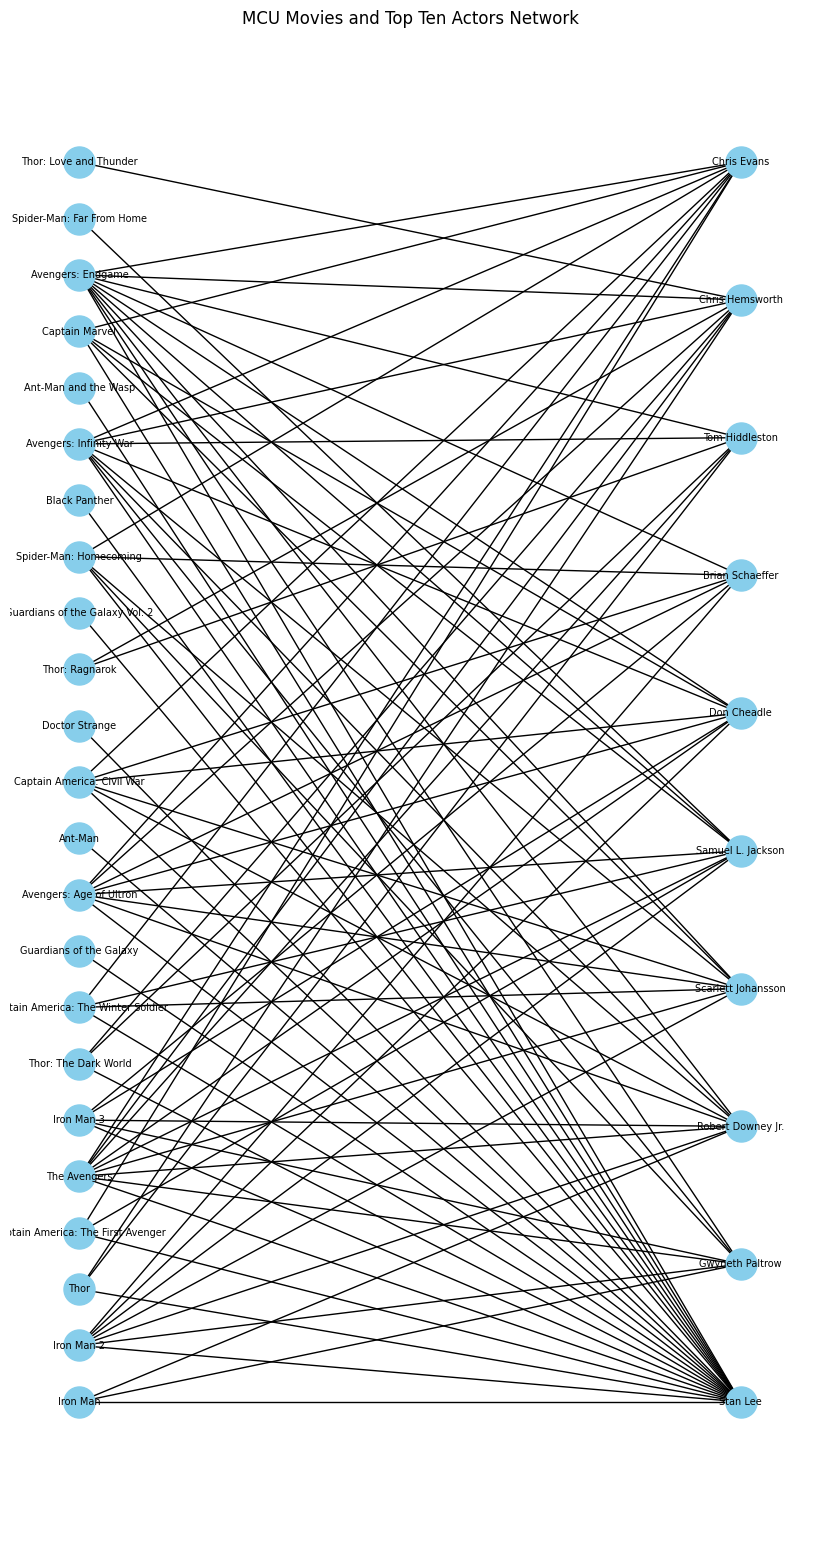 MCU Movies and Top Ten Actors Network
Thor: Love and Thunder
Chris Evans
Spider-Man: Far From Home
Avengers: Endgame
Chris Hemsworth
Captain Marvel
Ant-Man and the Wasp
Avengers: Infinity War
Tom Hiddleston
Black Panther
Spider-Man: Homecoming
Brian Schaeffer
Guardians of the Galaxy Vol. 2
Thor: Ragnarok
Don Cheadle
Doctor Strange
Captain America: Civil War
Ant-Man
Samuel L. Jackson
Avengers: Age of Ultron
Guardians of the Galaxy
Scarlett Johansson
tain America: The Winter Soldier
Thor: The Dark World
Iron Man 3
Robert Downey Jr.
The Avengers
ptain America: The First Avenger
Gwyneth Paltrow
Thor
Iron Man 2
Iron Man
Stan Lee